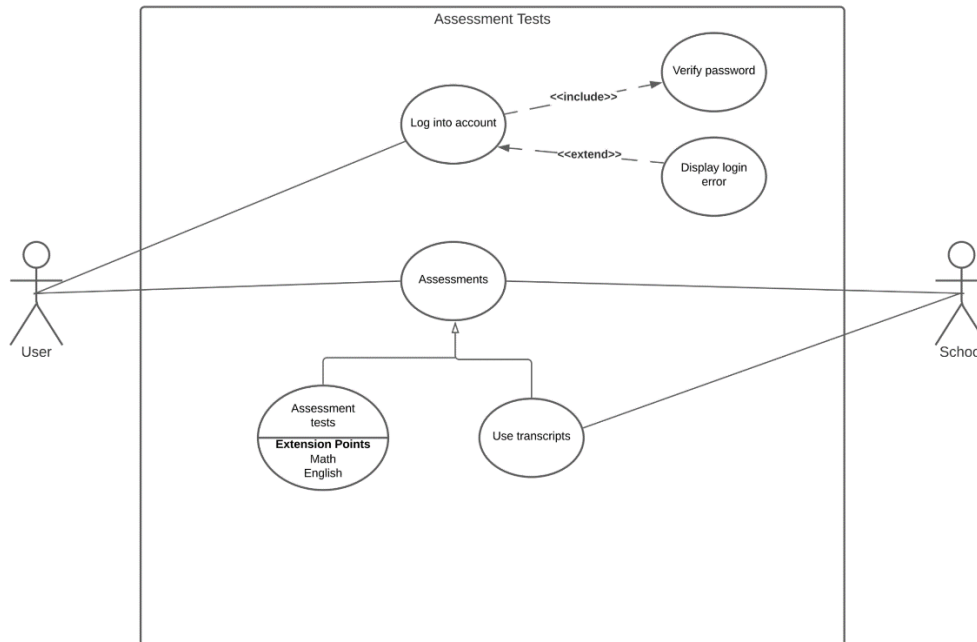 Assessment Tests
Verify password
<<include>>
Log into account
<<extend>>
Display login
error
Assessments
User
Assessment
tests
Extension Points
Math
English
Use transcripts
Schoo